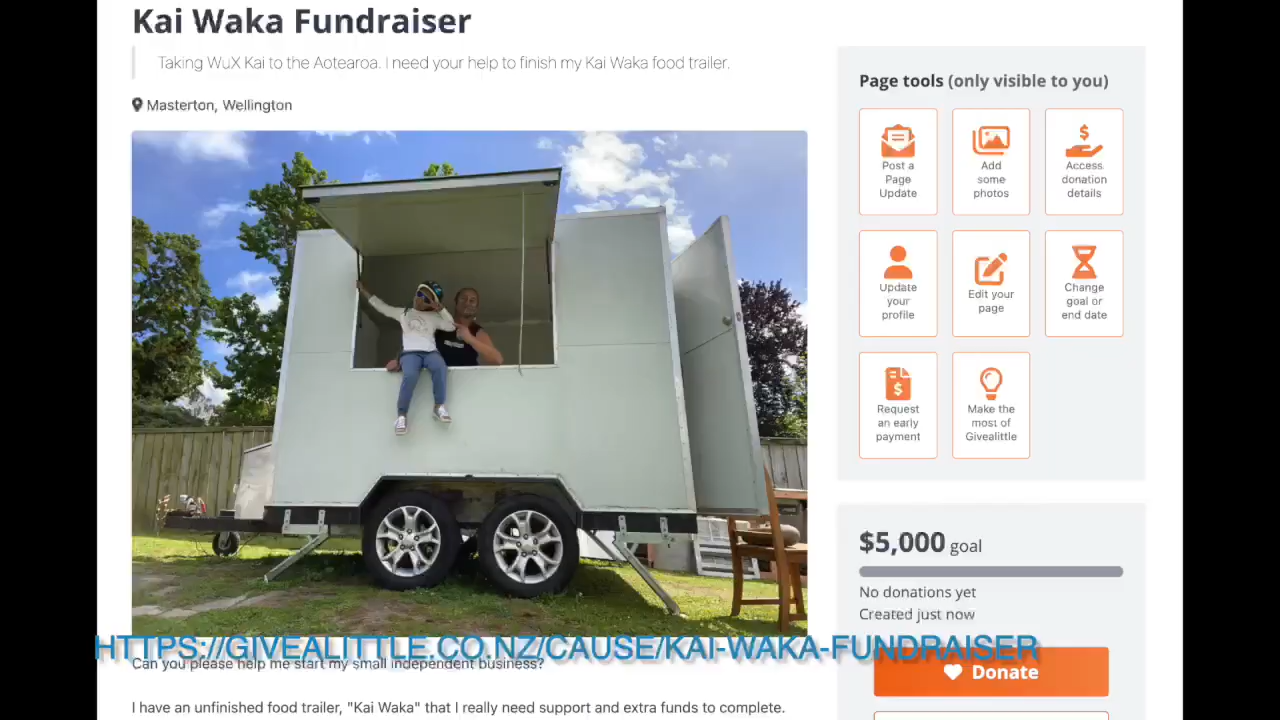 Kai Waka Fundraiser
Taking WuX Kai to the Aotearoa. I need your help to finish my Kai Waka food trailer.
Masterton, Wellington
Page tools (only visible to you)
Post a
Page
Update
Add
some
photos
Access
donation
details
Update
your
profile
Edit your
page
Change
goal or
end date
Request
an early
payment
Make the
most of
Givealittle
$5,000 goal
No donations yet
Created just now
HTTPS://GIVEALITTLE.CO.NZ/CAUSE/KAI-WAKA-FUNDRAISER
Can you please help me start my small independent business?
Donate
I have an unfinished food trailer, "Kai Waka" that I really need support and extra funds to complete.